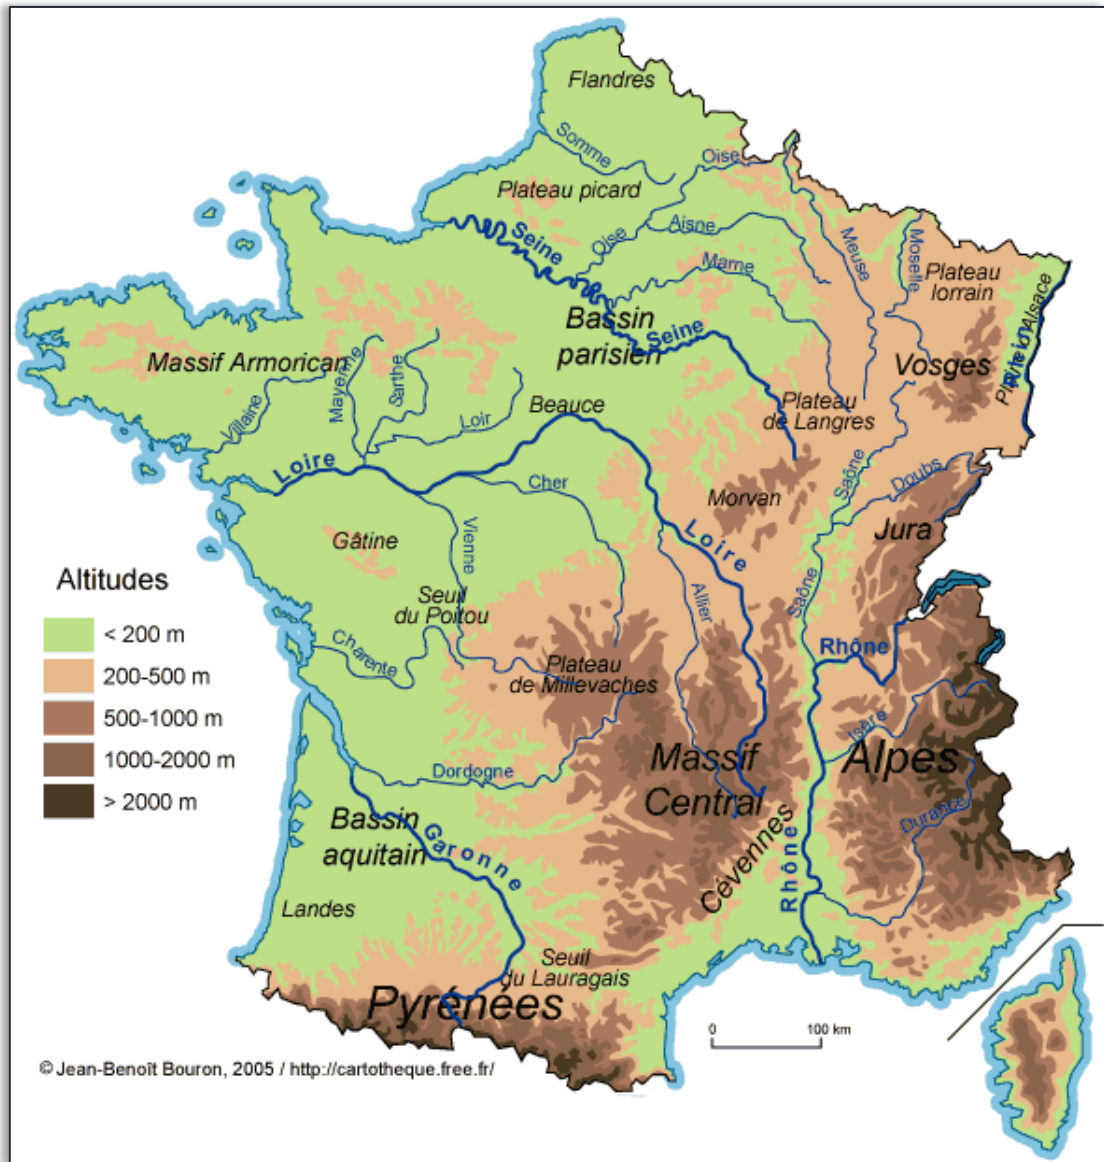 Flandres
Somme
Oise
Plateau picard
Seine
Oise
Aisne
Meuse
Moselle
Marne
Plateau
lorrain
Plaine d'Alsace
Rhin
Bassin
parisien
Seine
Massif Armorican
Mayenne
Sarthe
Vosges
Villaine
Loir
Beauce
Plateau
de Langres
Loire
Cher
Saône
Doubs
Morvan
Jura
Gâtine
Vienne
Loire
Altitudes
< 200 m
200-500 m
500-1000 m
1000-2000 m
> 2000 m
Seuil
du Poitou
Allier
Saône
Charente
Rhône
Plateau
de Millevaches
Isère
Dordogne
Massif
Central
Alpes
Durance
Bassin
aquitain
Garonne
Cévennes
Rhône
Landes
Seuil
du Lauragais
Pyrénées
0 100 km
© Jean-Benoît Bouron, 2005 / http://cartotheque.free.fr/